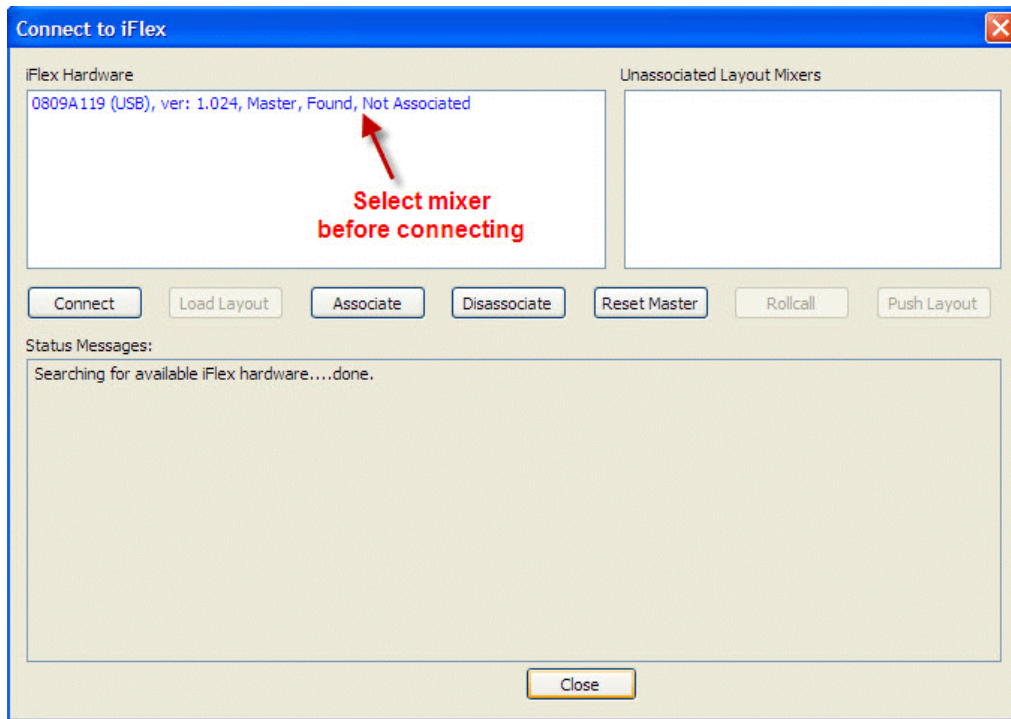 Connect to iFlex
iFlex Hardware
Unassociated Layout Mixers
0809A119 (USB), ver: 1.024, Master, Found, Not Associated
Select mixer
before connecting
Connect
Load Layout
Associate
Disassociate
Reset Master
Rollcall
Push Layout
Status Messages:
Searching for available iFlex hardware....done.
Close